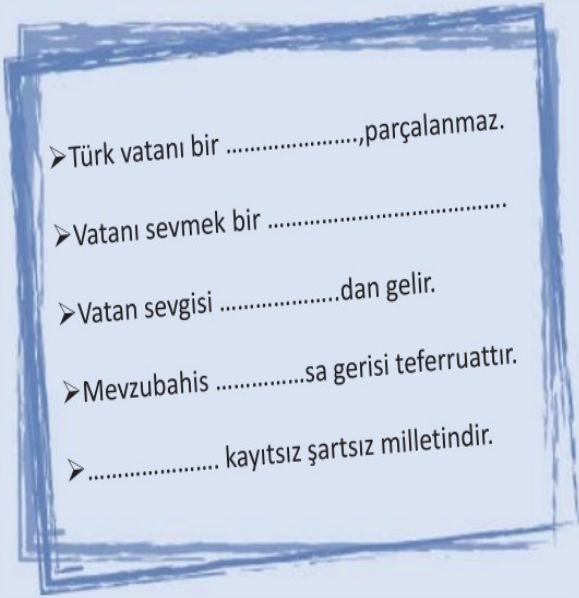 ➢Türk vatanı bir ......................,parçalanmaz.
➢Vatanı sevmek bir ........................................
➢Vatan sevgisi ....................dan gelir.
➢Mevzubahis ...............sa gerisi teferruattır.
➢...................... kayıtsız şartsız milletindir.